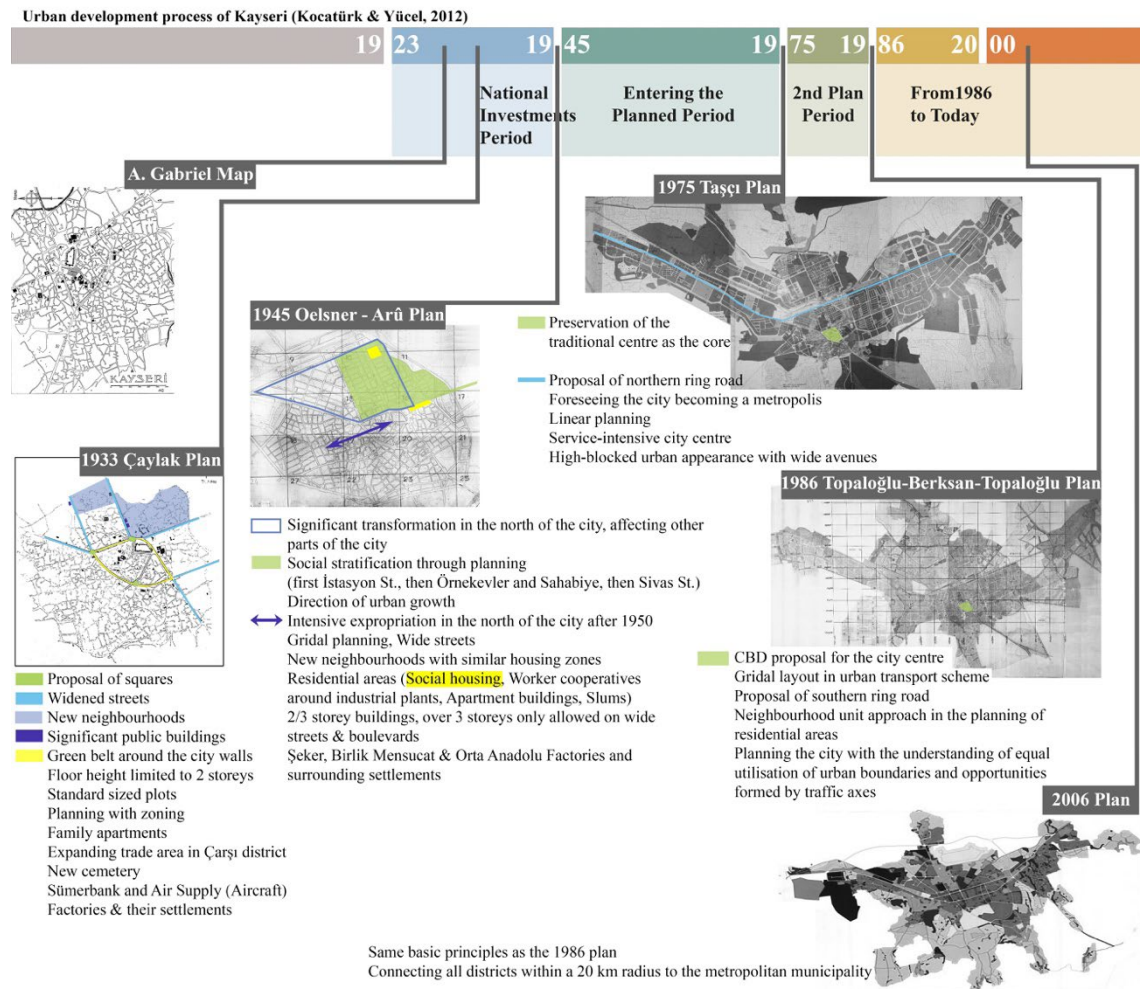 Urban development process of Kayseri (Kocatürk & Yücel, 2012)
19 23 19 45 19 75 19 86 20 00
National
Investments
Period
Entering the
Planned Period
2nd Plan
Period
From1986
to Today
A. Gabriel Map
KAYSERİ
1933 Çaylak Plan
Proposal of squares
Widened streets
New neighbourhoods
Significant public buildings
Green belt around the city walls
Floor height limited to 2 storeys
Standard sized plots
Planning with zoning
Family apartments
Expanding trade area in Çarşı district
New cemetery
Sümerbank and Air Supply (Aircraft)
Factories & their settlements
1945 Oelsner - Arû Plan
9
11
17
20
21
27
22
25
Significant transformation in the north of the city, affecting other
parts of the city
Social stratification through planning
(first İstasyon St., then Örnekevler and Sahabiye, then Sivas St.)
Direction of urban growth
Intensive expropriation in the north of the city after 1950
Gridal planning, Wide streets
New neighbourhoods with similar housing zones
Residential areas (Social housing, Worker cooperatives
around industrial plants, Apartment buildings, Slums)
2/3 storey buildings, over 3 storeys only allowed on wide
streets & boulevards
Şeker, Birlik Mensucat & Orta Anadolu Factories and
surrounding settlements
1975 Taşçı Plan
Preservation of the
traditional centre as the core
Proposal of northern ring road
Foreseeing the city becoming a metropolis
Linear planning
Service-intensive city centre
High-blocked urban appearance with wide avenues
1986 Topaloğlu-Berksan-Topaloğlu Plan
CBD proposal for the city centre
Gridal layout in urban transport scheme
Proposal of southern ring road
Neighbourhood unit approach in the planning of
residential areas
Planning the city with the understanding of equal
utilisation of urban boundaries and opportunities
formed by traffic axes
2006 Plan
Same basic principles as the 1986 plan
Connecting all districts within a 20 km radius to the metropolitan municipality